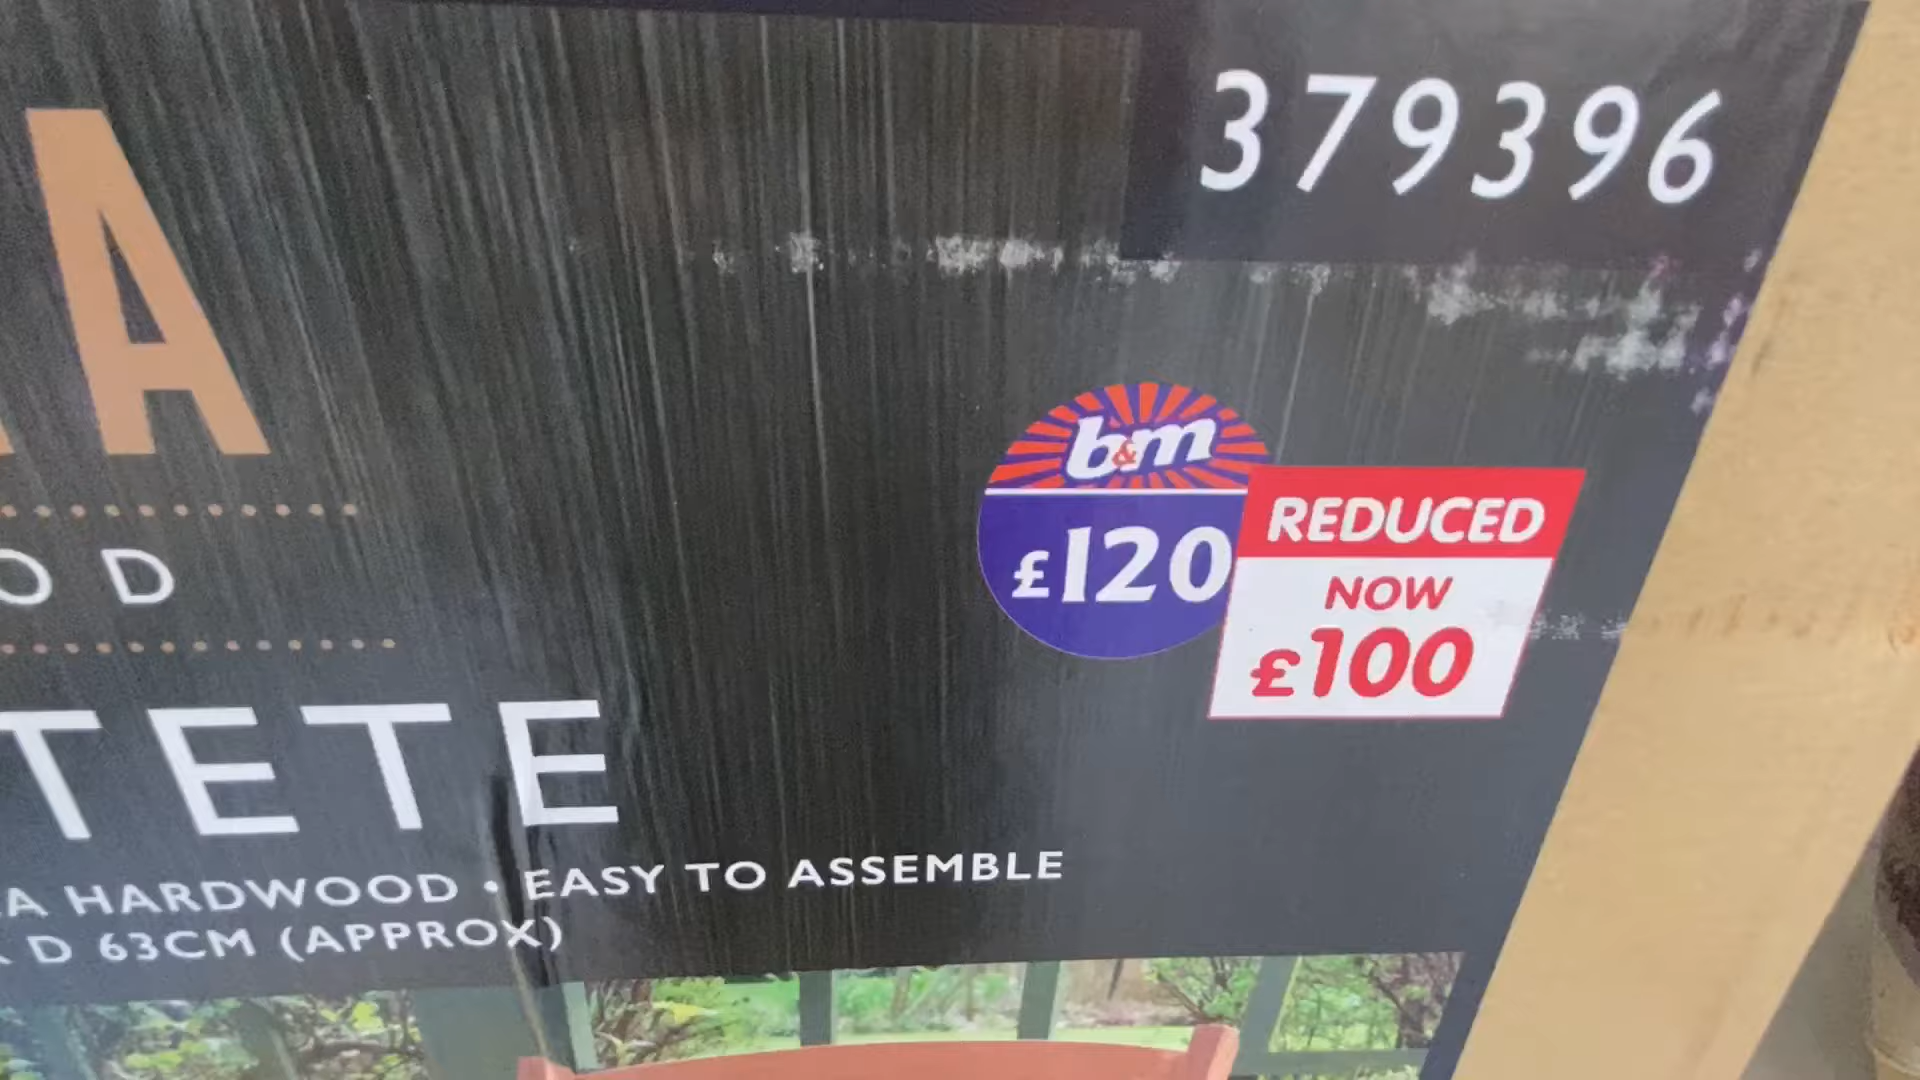 379396
A
b&m
£120
REDUCED
NOW
£100
OD
TETE
A HARDWOOD • EASY TO ASSEMBLE
D 63CM (APPROX)